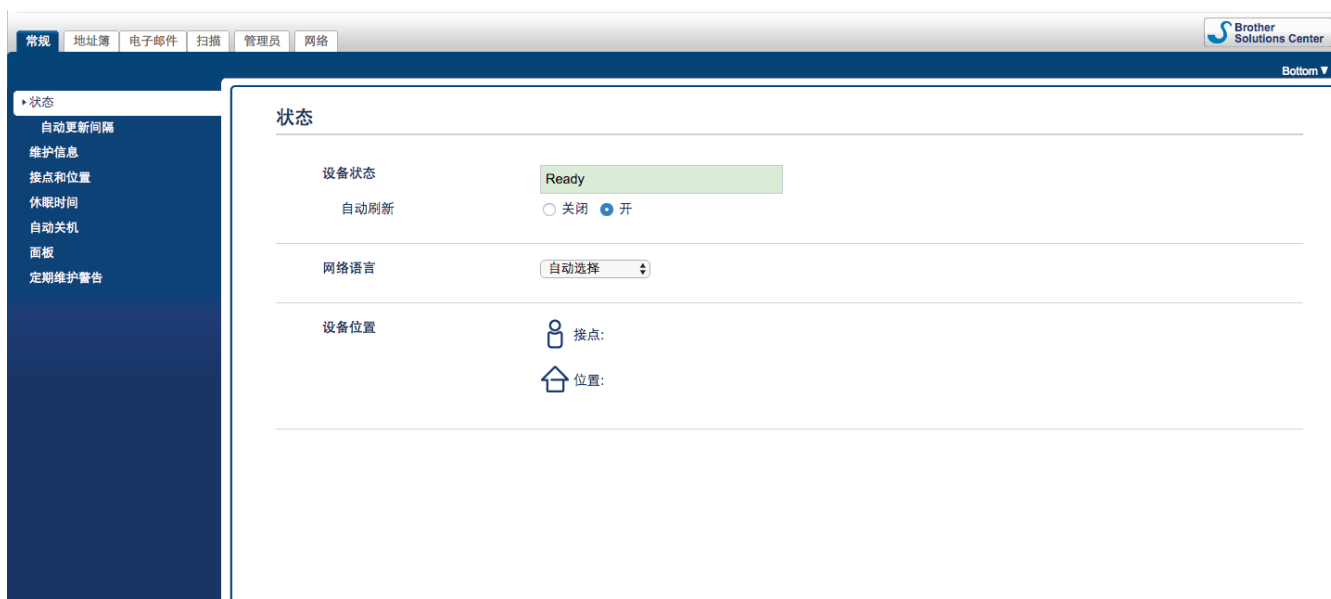 常规 地址簿 电子邮件 扫描 管理员 网络
Brother
Solutions Center
Bottom▼
状态
自动更新间隔
维护信息
接点和位置
休眠时间
自动关机
面板
定期维护警告
状态
设备状态 Ready
自动刷新 关闭 开
网络语言 自动选择
设备位置 接点:
位置: